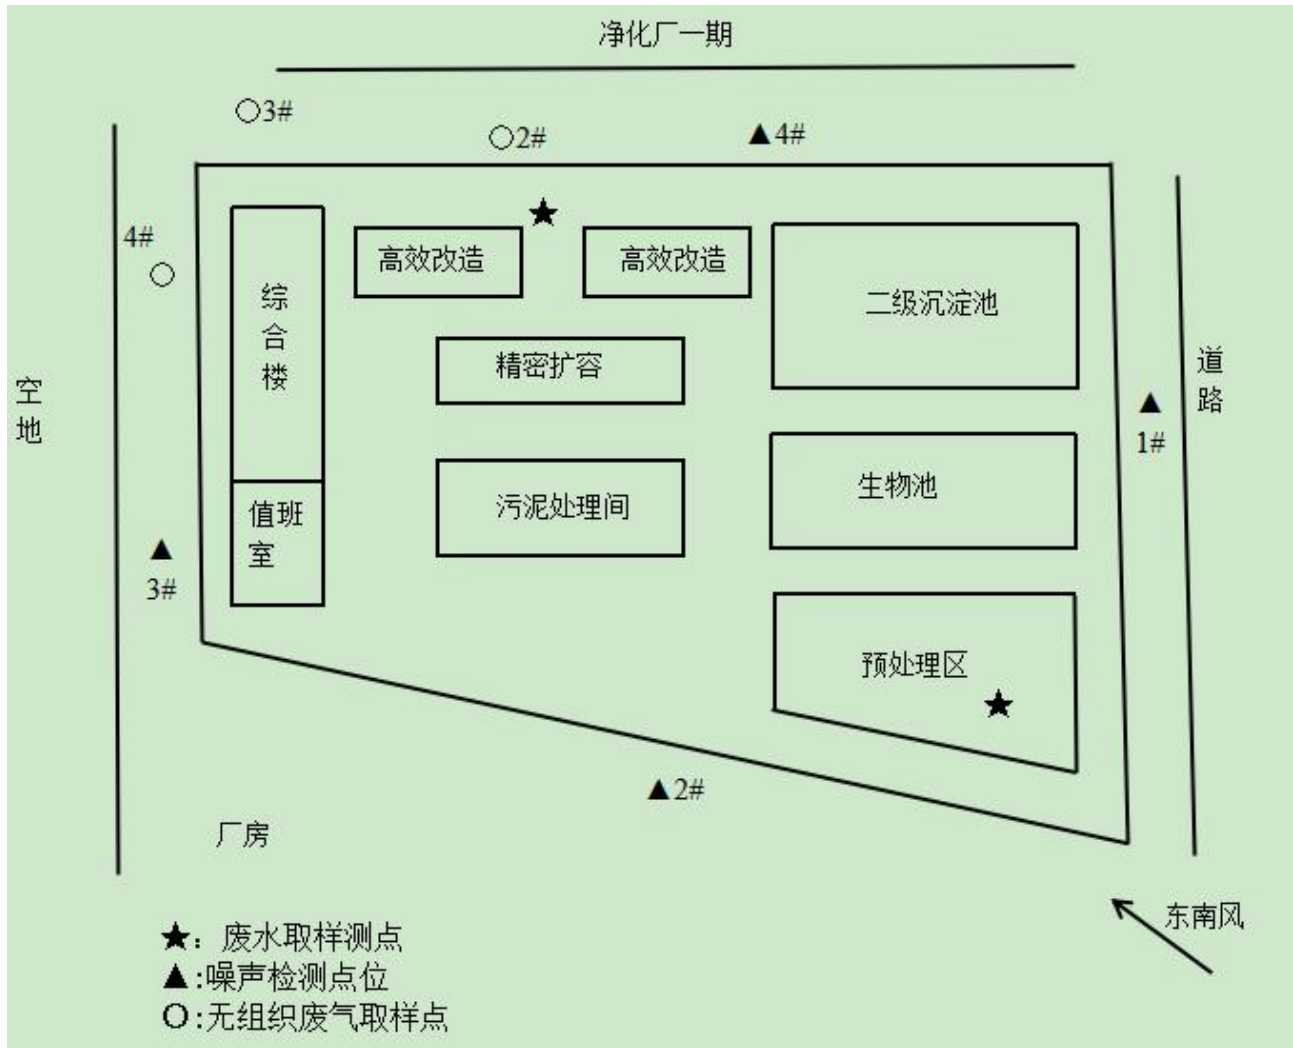 净化厂一期
3#
2#
4#
4#
高效改造
高效改造
综合楼
二级沉淀池
精密扩容
道路
空地
1#
生物池
污泥处理间
值班
室
3#
预处理区
2#
厂房
东南风
★：废水取样测点
▲:噪声检测点位
○:无组织废气取样点